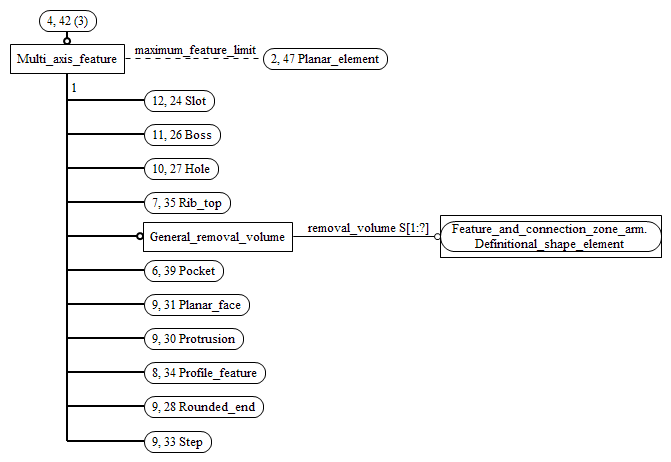 4, 42 (3)
Multi_axis_feature
maximum_feature_limit
2, 47 Planar_element
1
12, 24 Slot
11, 26 Boss
10, 27 Hole
7, 35 Rib_top
General_removal_volume
removal_volume S[1:?]
Feature_and_connection_zone_arm.
Definitional_shape_element
6, 39 Pocket
9, 31 Planar_face
9, 30 Protrusion
8, 34 Profile_feature
9, 28 Rounded_end
9, 33 Step